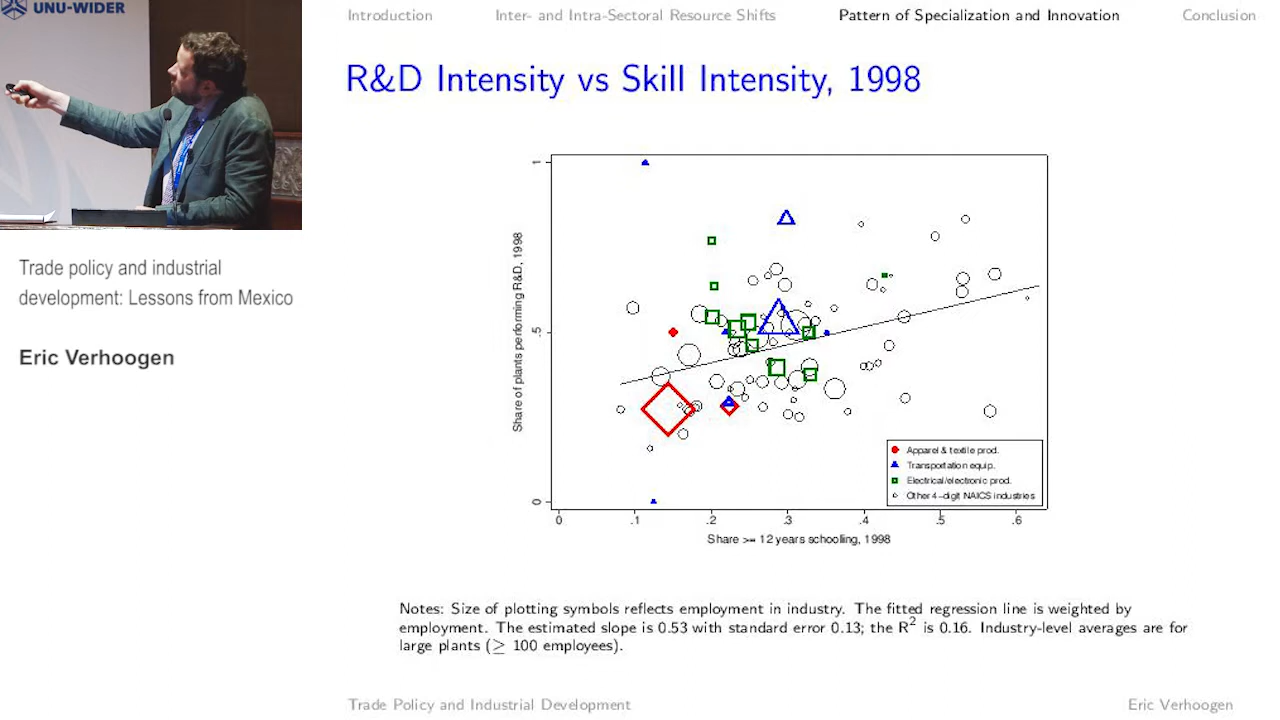 UNU-WIDER
Introduction Inter- and Intra-Sectoral Resource Shifts Pattern of Specialization and Innovation Conclusion
R&D Intensity vs Skill Intensity, 1998
Trade policy and industrial
development: Lessons from Mexico
Eric Verhoogen
Share of plants performing R&D, 1998
1
.5
0
Apparel & textile prod.
Transportation equip.
Electrical/electronic prod.
Other 4-digit NAICS industries
0 .1 .2 .3 .4 .5 .6
Share >= 12 years schooling, 1998
Notes: Size of plotting symbols reflects employment in industry. The fitted regression line is weighted by
employment. The estimated slope is 0.53 with standard error 0.13; the R² is 0.16. Industry-level averages are for
large plants (≥ 100 employees).
Trade Policy and Industrial Development Eric Verhoogen